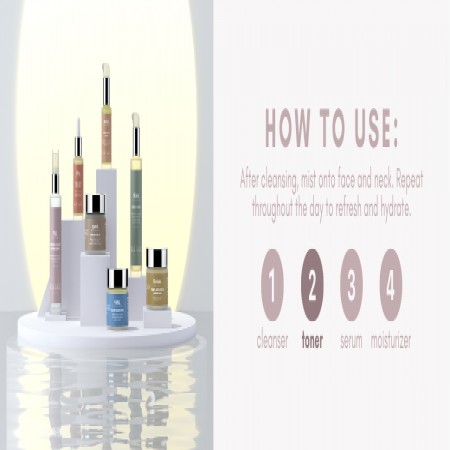 HOW TO USE:
After cleansing, mist onto face and neck. Repeat
throughout the day to refresh and hydrate.
1 2 3 4
cleanser toner serum moisturizer